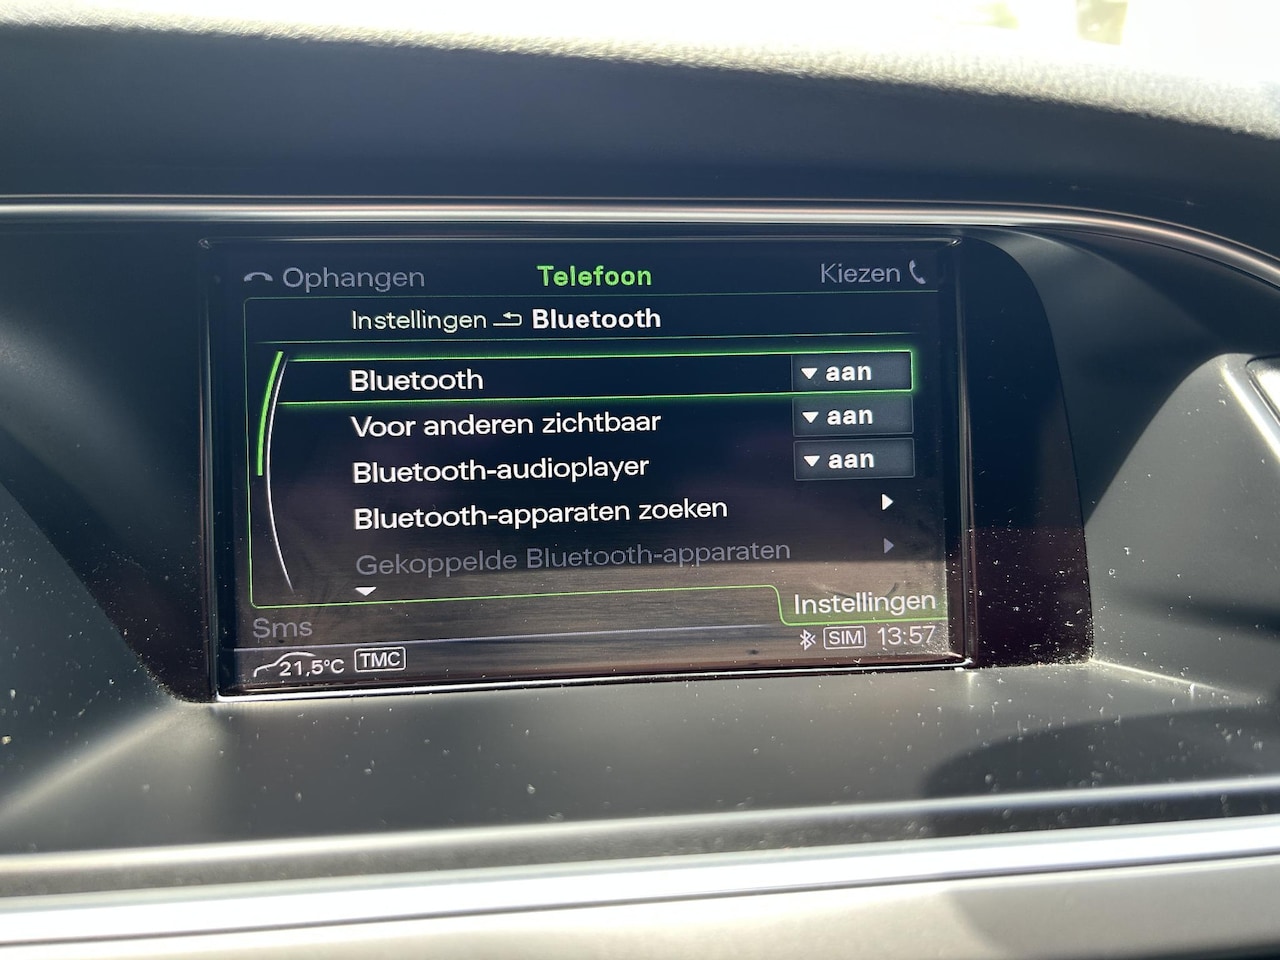 Ophangen Telefoon Kiezen
Instellingen Bluetooth
Bluetooth aan
Voor anderen zichtbaar aan
Bluetooth-audioplayer aan
Bluetooth-apparaten zoeken
Gekoppelde Bluetooth-apparaten
Instellingen
Sms
21,5°C TMC SIM 13:57